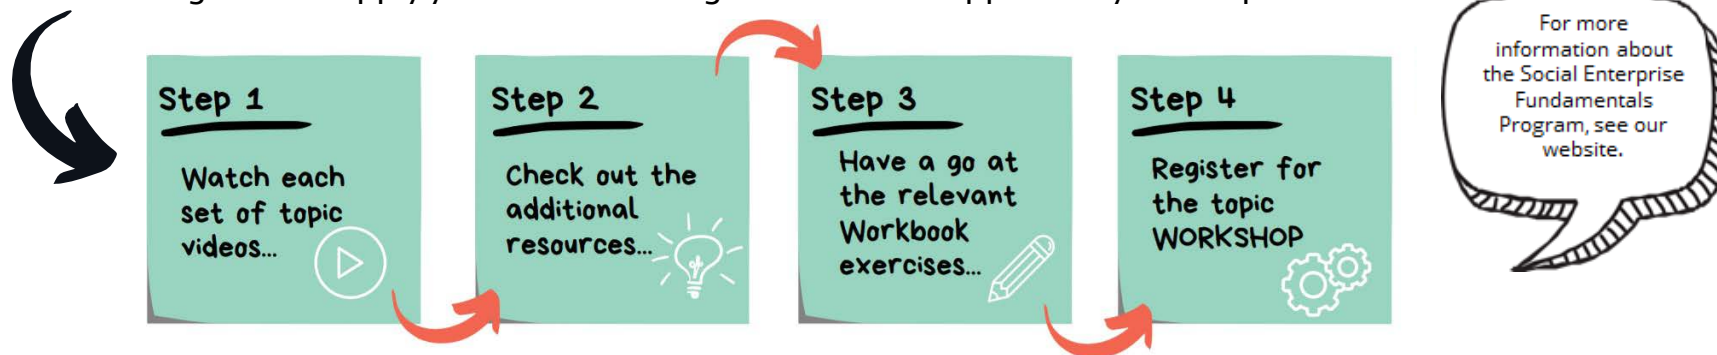 Step 1
Watch each
set of topic
videos...
Step 2
Check out the
additional
resources...
Step 3
Have a go at
the relevant
Workbook
exercises...
Step 4
Register for
the topic
WORKSHOP
For more
information about
the Social Enterprise
Fundamentals
Program, see our
website.